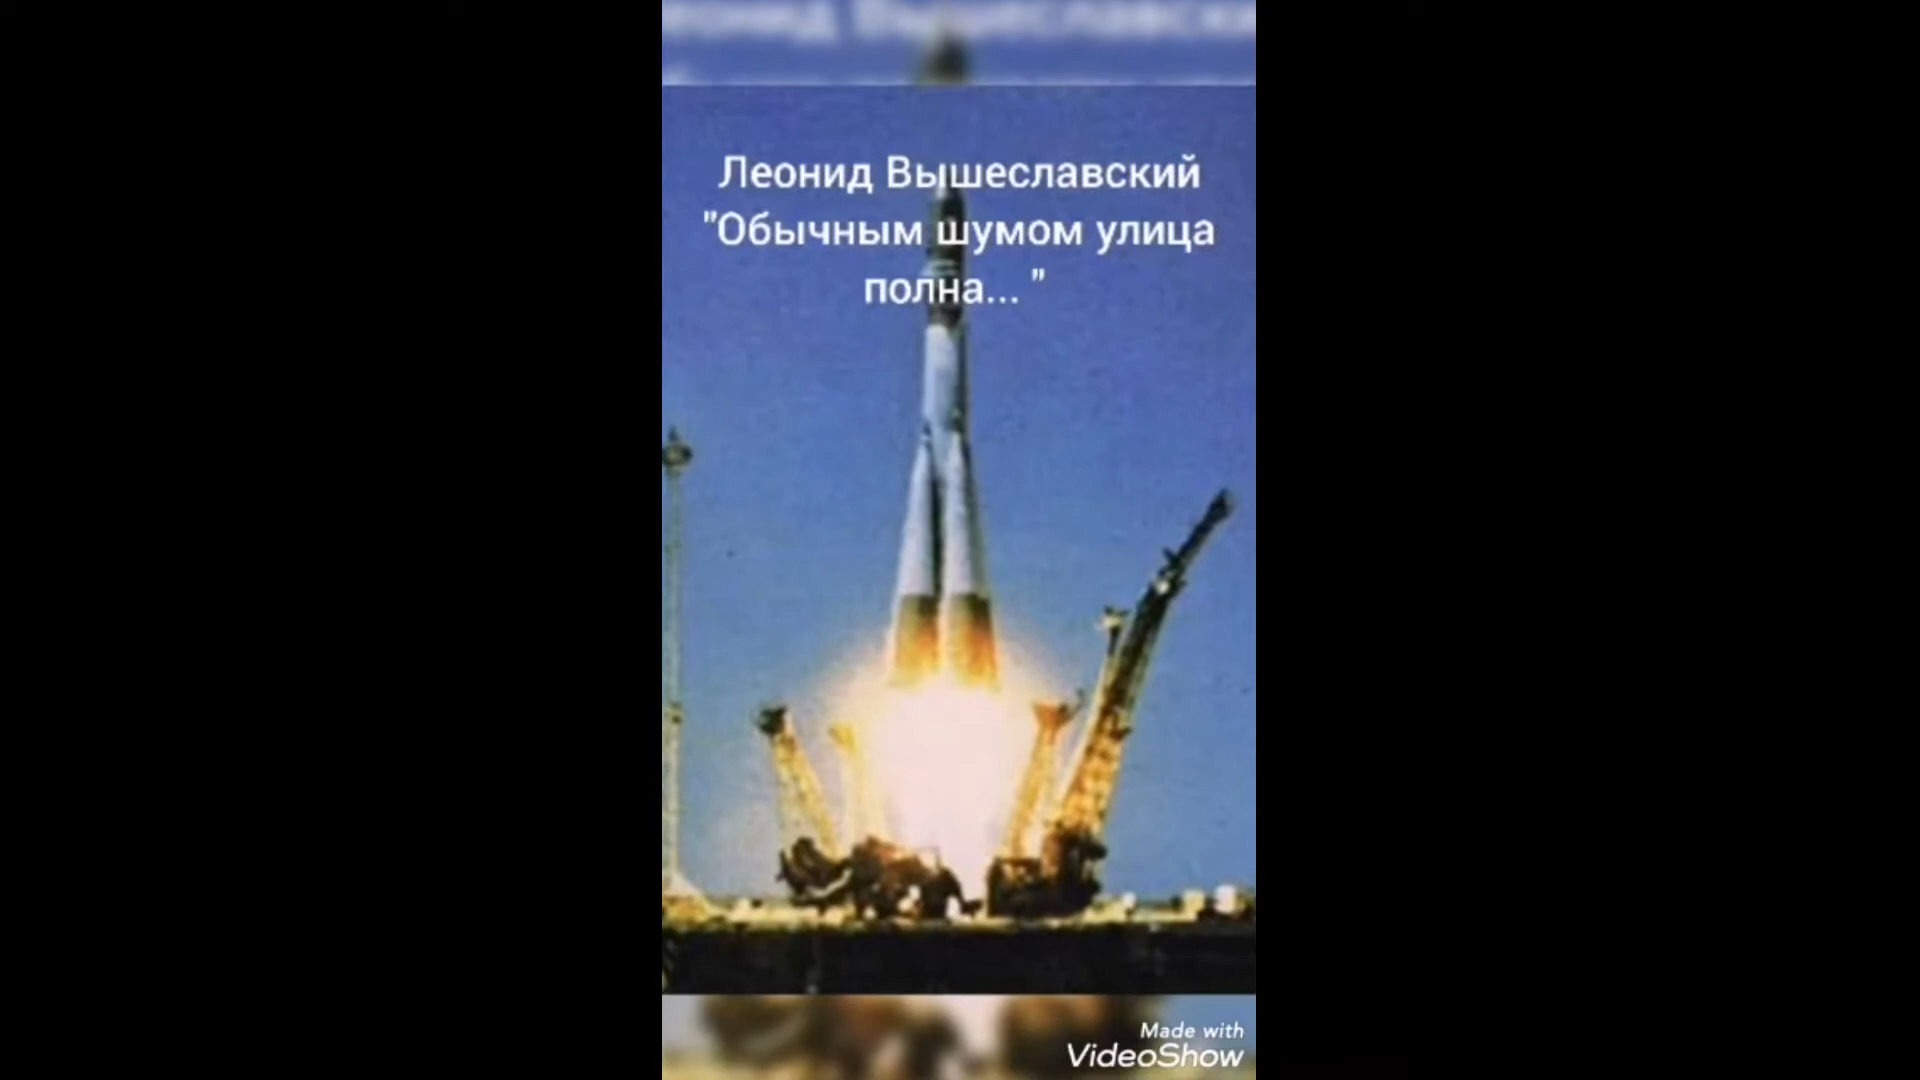 Леонид Вышеславский
"Обычным шумом улица
полна... "
Made with
VideoShow